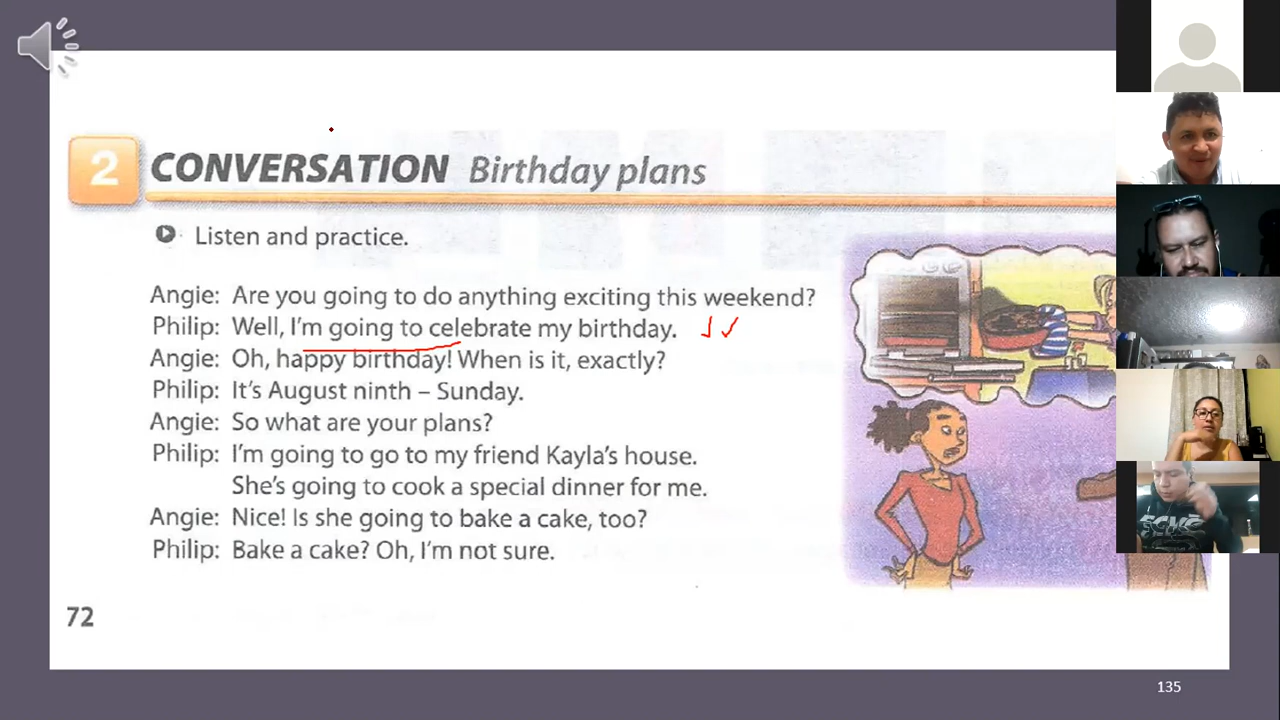 2 CONVERSATION Birthday plans
Listen and practice.
Angie: Are you going to do anything exciting this weekend?
Philip: Well, I'm going to celebrate my birthday.
Angie: Oh, happy birthday! When is it, exactly?
Philip: It's August ninth – Sunday.
Angie: So what are your plans?
Philip: I'm going to go to my friend Kayla's house.
She's going to cook a special dinner for me.
Angie: Nice! Is she going to bake a cake, too?
Philip: Bake a cake? Oh, I'm not sure.
72
135